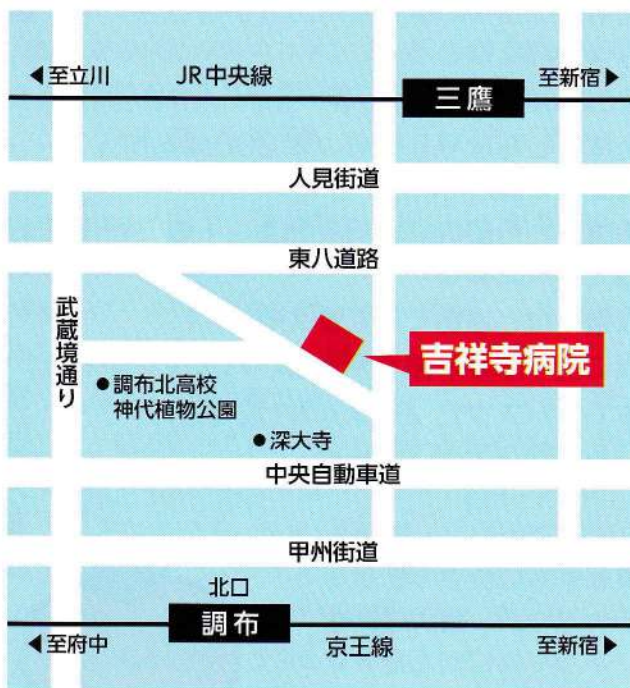 ◀至立川
JR中央線
三鷹
至新宿▶
人見街道
東八道路
武蔵境通り
吉祥寺病院
●調布北高校
神代植物公園
●深大寺
中央自動車道
甲州街道
北口
調布
◀至府中
京王線
至新宿▶